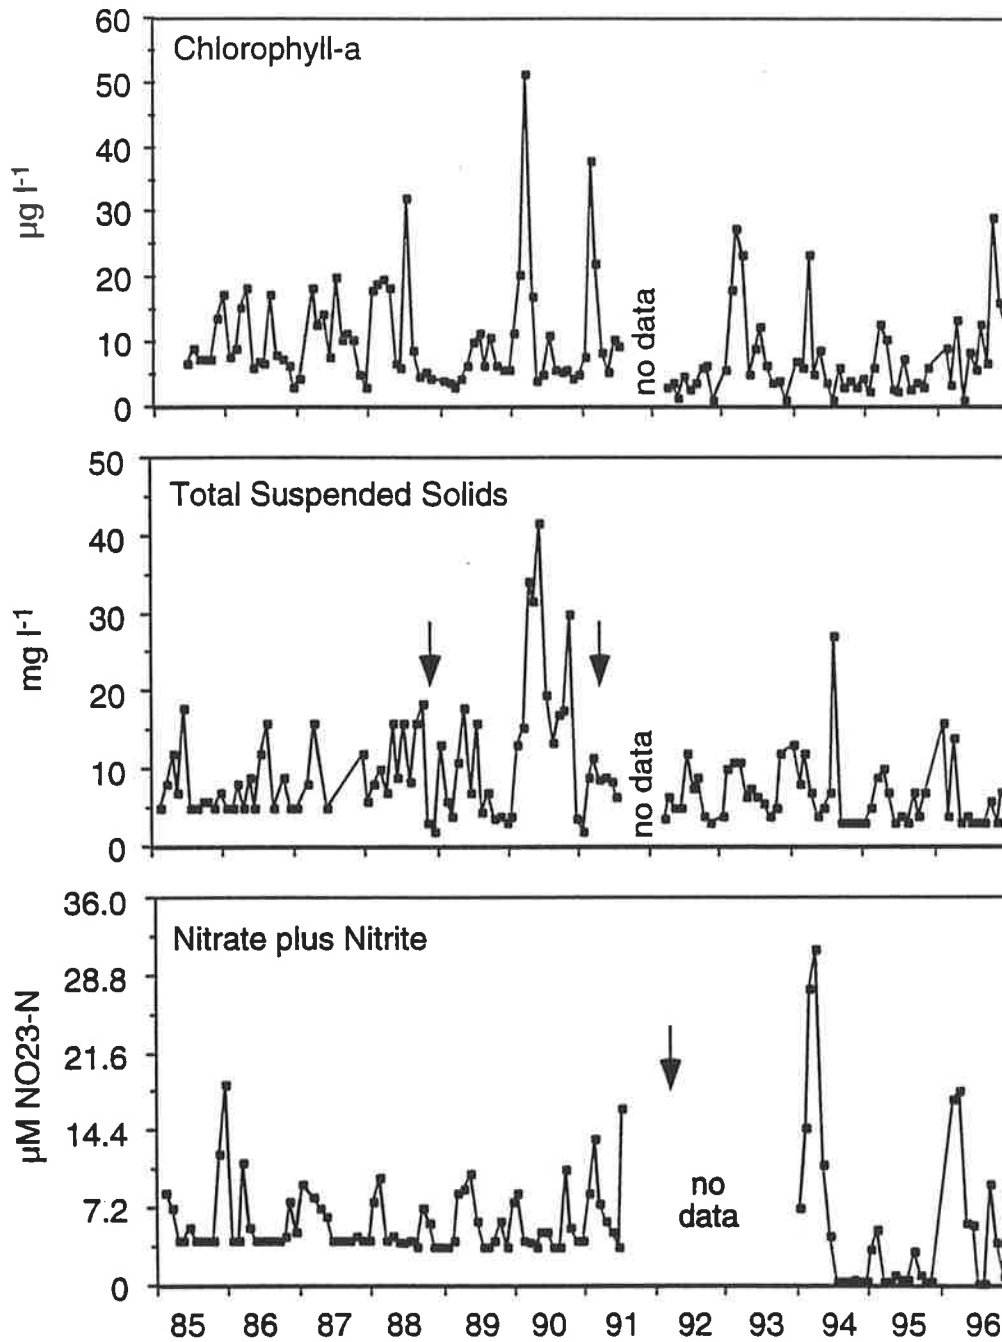 60
Chlorophyll-a
50
40
30
20
10
0
µg l-1
no data
50
Total Suspended Solids
40
30
20
10
0
mg l-1
no data
36.0
Nitrate plus Nitrite
28.8
21.6
14.4
7.2
0
µM NO23-N
no
data
85 86 87 88 89 90 91 92 93 94 95 96